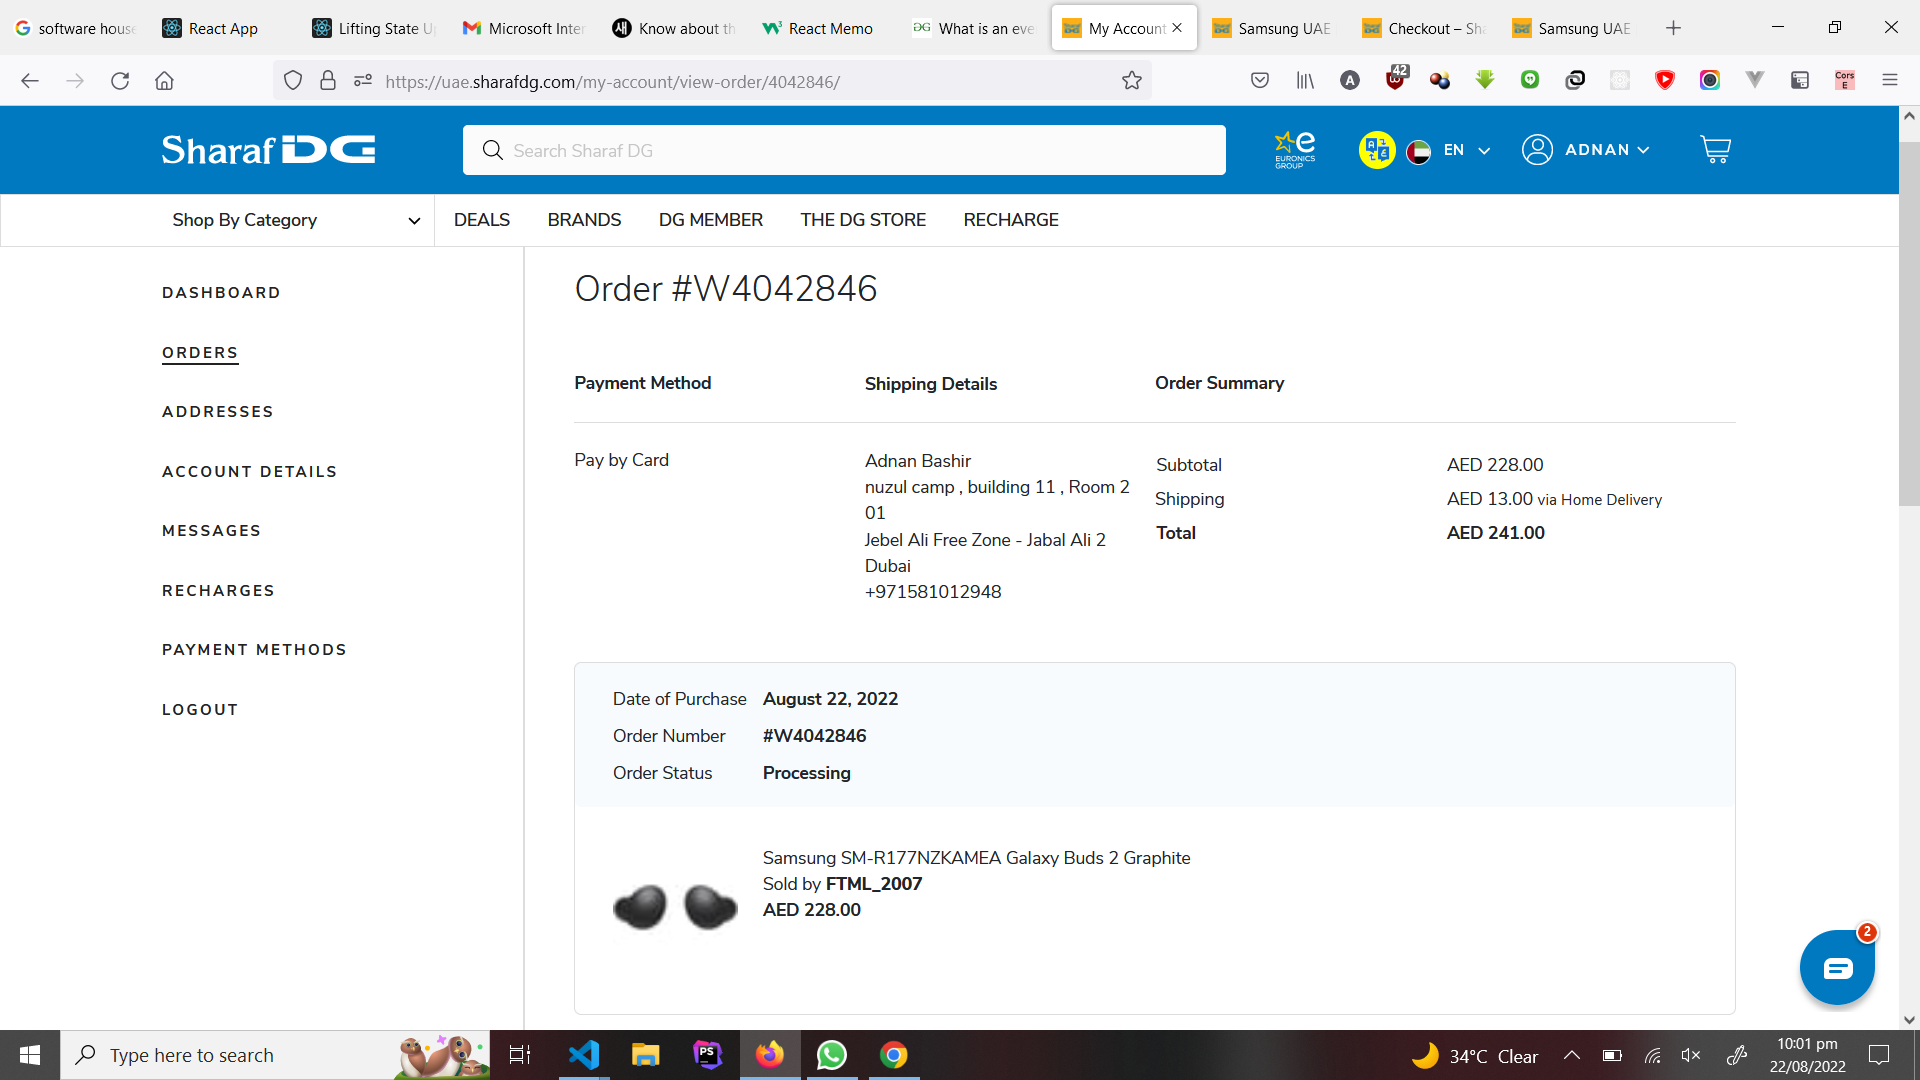 software hous
React App
Lifting State U
Microsoft Inter
Know about th
React Memo
What is an eve
My Account
Samsung UAE
Checkout – Sha
Samsung UAE
https://uae.sharafdg.com/my-account/view-order/4042846/
42
Cors
E
Sharaf DG
Search Sharaf DG
e
EURONICS
GROUP
EN
ADNAN
Shop By Category
DEALS
BRANDS
DG MEMBER
THE DG STORE
RECHARGE
DASHBOARD
ORDERS
ADDRESSES
ACCOUNT DETAILS
MESSAGES
RECHARGES
PAYMENT METHODS
LOGOUT
Order #W4042846
Payment Method
Shipping Details
Order Summary
Pay by Card
Adnan Bashir
nuzul camp , building 11 , Room 2
01
Jebel Ali Free Zone - Jabal Ali 2
Dubai
+971581012948
Subtotal AED 228.00
Shipping AED 13.00 via Home Delivery
Total AED 241.00
Date of Purchase August 22, 2022
Order Number #W4042846
Order Status Processing
Samsung SM-R177NZKAMEA Galaxy Buds 2 Graphite
Sold by FTML_2007
AED 228.00
2
Type here to search
PS
34°C Clear
10:01 pm
22/08/2022